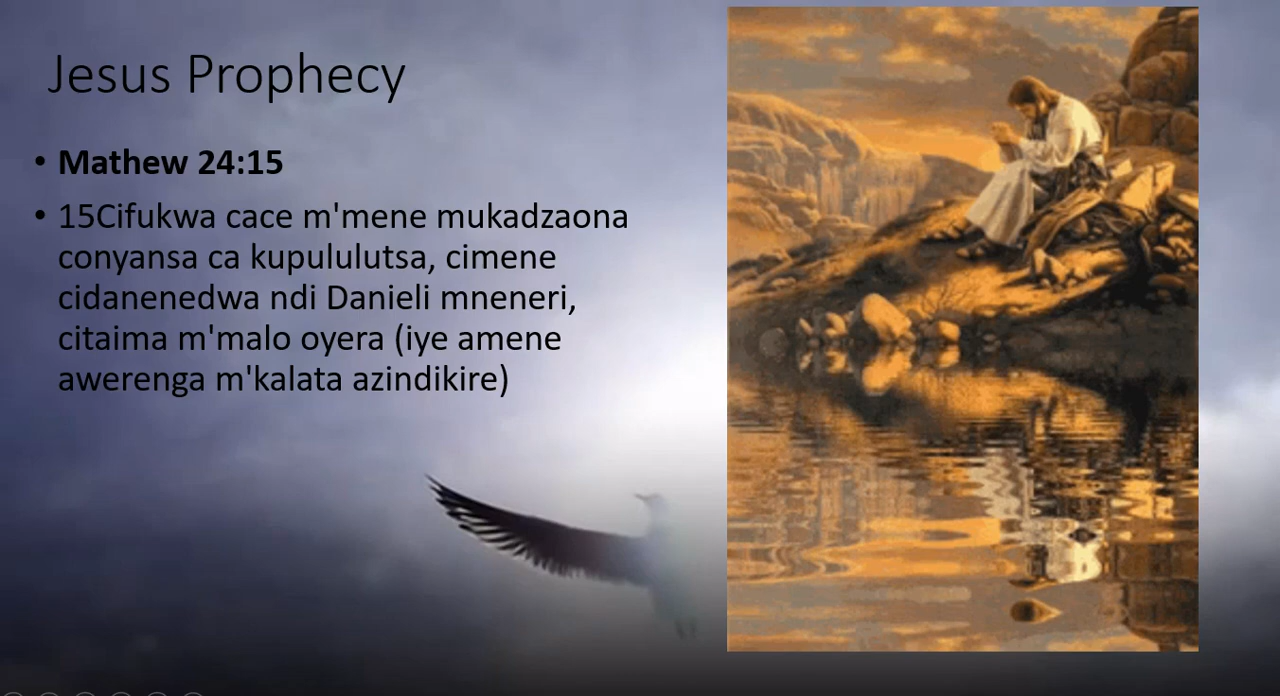 Jesus Prophecy
• Mathew 24:15
• 15Cifukwa cace m'mene mukadzaona
conyansa ca kupululutsa, cimene
cidanenedwa ndi Danieli mneneri,
citaima m'malo oyera (iye amene
awerenga m'kalata azindikire)